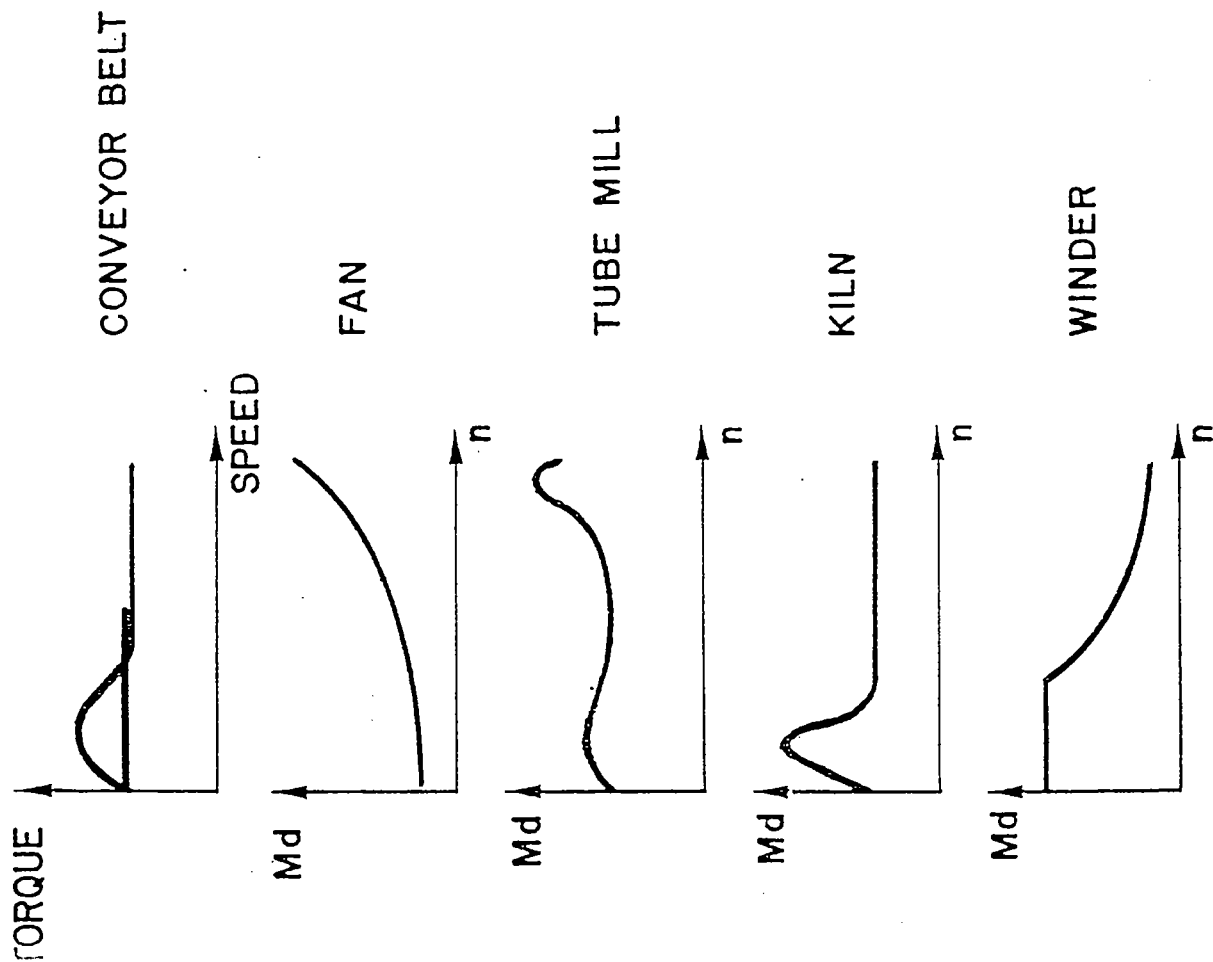 TORQUE
CONVEYOR BELT
SPEED
Md
FAN
n
Md
TUBE MILL
n
Md
KILN
n
Md
WINDER
n